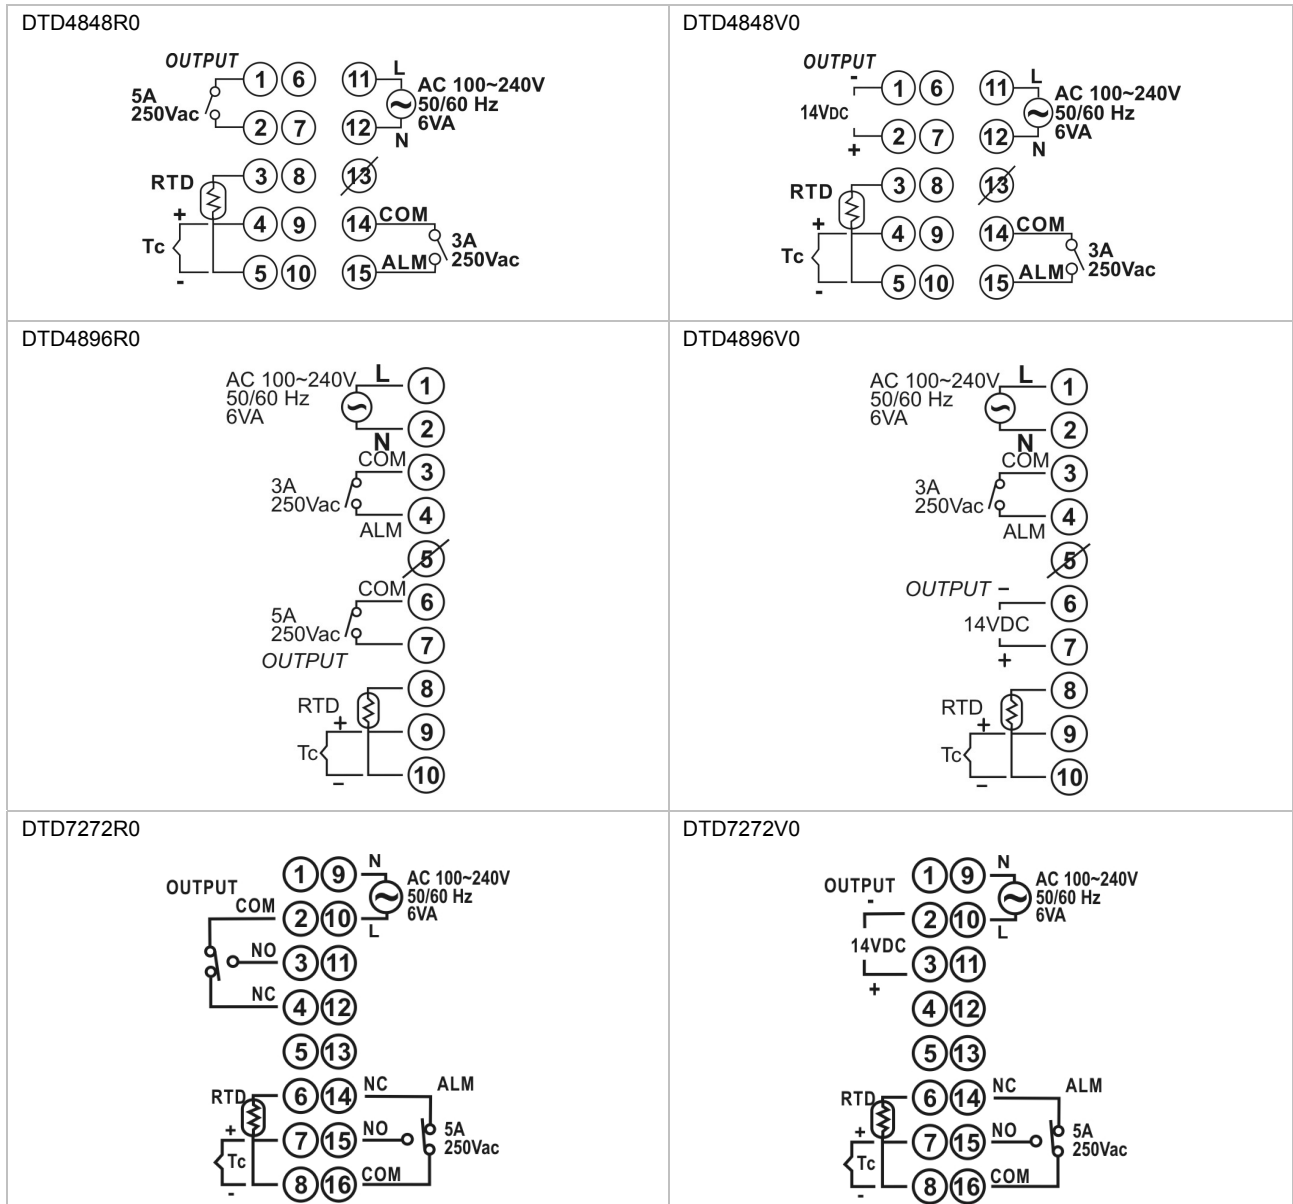 DTD4848R0
OUTPUT
1 6 11 L
AC 100~240V
5A
50/60 Hz
250Vac
6VA
2 7 12 N
RTD 3 8 13
+ 4 9 14 COM
Tc
3A
250Vac
- 5 10 15 ALM
DTD4848V0
OUTPUT
- 1 6 11 L
AC 100~240V
14VDC
50/60 Hz
6VA
+ 2 7 12 N
RTD 3 8 13
+ 4 9 14 COM
Tc
3A
250Vac
- 5 10 15 ALM
DTD4896R0
AC 100~240V L 1
50/60 Hz
6VA
N 2
COM 3
3A
250Vac
ALM 4
5
COM 6
5A
250Vac
OUTPUT 7
RTD 8
+ 9
Tc
- 10
DTD4896V0
AC 100~240V L 1
50/60 Hz
6VA
N 2
COM 3
3A
250Vac
ALM 4
5
OUTPUT - 6
14VDC
+ 7
RTD 8
+ 9
Tc
- 10
DTD7272R0
1 9 N
AC 100~240V
50/60 Hz
6VA
OUTPUT
COM 2 10 L
NO 3 11
NC 4 12
5 13
RTD 6 14 NC ALM
+ 7 15 NO
5A
250Vac
Tc
- 8 16 COM
DTD7272V0
1 9 N
AC 100~240V
50/60 Hz
6VA
OUTPUT
- 2 10 L
14VDC
+ 3 11
4 12
5 13
RTD 6 14 NC ALM
+ 7 15 NO
5A
250Vac
Tc
- 8 16 COM